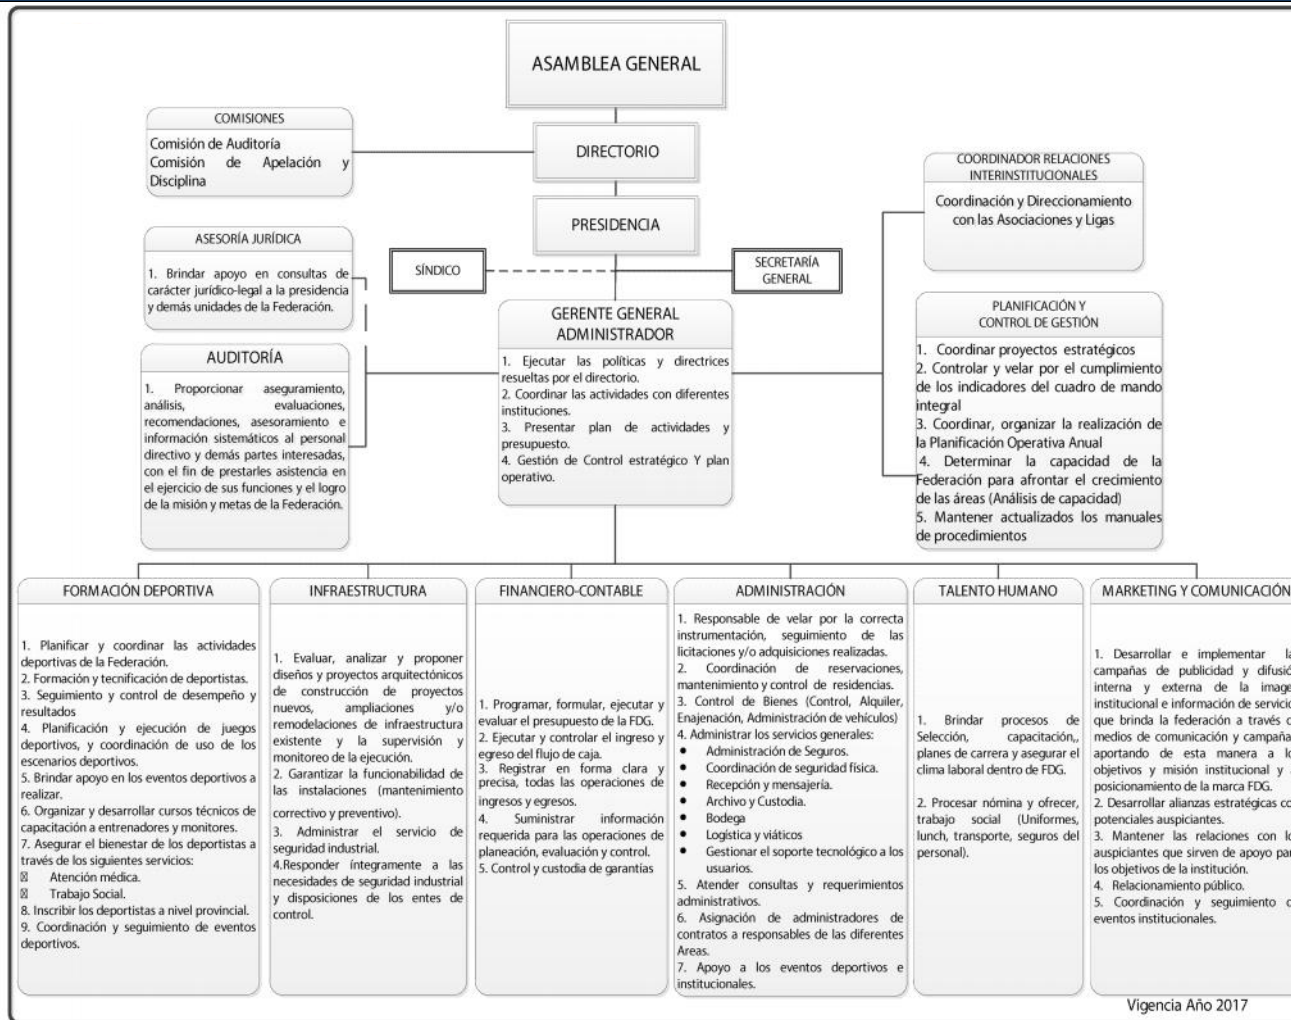 ASAMBLEA GENERAL
COMISIONES
Comisión de Auditoría
Comisión de Apelación y
Disciplina
DIRECTORIO
PRESIDENCIA
COORDINADOR RELACIONES
INTERINSTITUCIONALES
Coordinación y Direccionamiento
con las Asociaciones y Ligas
ASESORÍA JURÍDICA
1. Brindar apoyo en consultas de
carácter jurídico-legal a la presidencia
y demás unidades de la Federación.
SÍNDICO
SECRETARÍA
GENERAL
AUDITORÍA
1. Proporcionar aseguramiento,
análisis, evaluaciones,
recomendaciones, asesoramiento e
información sistemáticos al personal
directivo y demás partes interesadas,
con el fin de prestarles asistencia en
el ejercicio de sus funciones y el logro
de la misión y metas de la Federación.
GERENTE GENERAL
ADMINISTRADOR
1. Ejecutar las políticas y directrices
resueltas por el directorio.
2. Coordinar las actividades con diferentes
instituciones.
3. Presentar plan de actividades y
presupuesto.
4. Gestión de Control estratégico Y plan
operativo.
PLANIFICACIÓN Y
CONTROL DE GESTIÓN
1. Coordinar proyectos estratégicos
2. Controlar y velar por el cumplimiento
de los indicadores del cuadro de mando
integral
3. Coordinar, organizar la realización de
la Planificación Operativa Anual
4. Determinar la capacidad de la
Federación para afrontar el crecimiento
de las áreas (Análisis de capacidad)
5. Mantener actualizados los manuales
de procedimientos
FORMACIÓN DEPORTIVA
1. Planificar y coordinar las actividades
deportivas de la Federación.
2. Formación y tecnificación de deportistas.
3. Seguimiento y control de desempeño y
resultados
4. Planificación y ejecución de juegos
deportivos, y coordinación de uso de los
escenarios deportivos.
5. Brindar apoyo en los eventos deportivos a
realizar.
6. Organizar y desarrollar cursos técnicos de
capacitación a entrenadores y monitores.
7. Asegurar el bienestar de los deportistas a
través de los siguientes servicios:
Atención médica.
Trabajo Social.
8. Inscribir los deportistas a nivel provincial.
9. Coordinación y seguimiento de eventos
deportivos.
INFRAESTRUCTURA
1. Evaluar, analizar y proponer
diseños y proyectos arquitectónicos
de construcción de proyectos
nuevos, ampliaciones y/o
remodelaciones de infraestructura
existente y la supervisión y
monitoreo de la ejecución.
2. Garantizar la funcionabilidad de
las instalaciones (mantenimiento
correctivo y preventivo).
3. Administrar el servicio de
seguridad industrial.
4.Responder íntegramente a las
necesidades de seguridad industrial
y disposiciones de los entes de
control.
FINANCIERO-CONTABLE
1. Programar, formular, ejecutar y
evaluar el presupuesto de la FDG.
2. Ejecutar y controlar el ingreso y
egreso del flujo de caja.
3. Registrar en forma clara y
precisa, todas las operaciones de
ingresos y egresos.
4. Suministrar información
requerida para las operaciones de
planeación, evaluación y control.
5. Control y custodia de garantías
ADMINISTRACIÓN
1. Responsable de velar por la correcta
instrumentación, seguimiento de las
licitaciones y/o adquisiciones realizadas.
2. Coordinación de reservaciones,
mantenimiento y control de residencias.
3. Control de Bienes (Control, Alquiler,
Enajenación, Administración de vehículos)
4. Administrar los servicios generales:
• Administración de Seguros.
• Coordinación de seguridad física.
• Recepción y mensajería.
• Archivo y Custodia.
• Bodega
• Logística y viáticos
• Gestionar el soporte tecnológico a los
usuarios.
5. Atender consultas y requerimientos
administrativos.
6. Asignación de administradores de
contratos a responsables de las diferentes
Areas.
7. Apoyo a los eventos deportivos e
institucionales.
TALENTO HUMANO
1. Brindar procesos de
Selección, capacitación,,
planes de carrera y asegurar el
clima laboral dentro de FDG.
2. Procesar nómina y ofrecer,
trabajo social (Uniformes,
lunch, transporte, seguros del
personal).
MARKETING Y COMUNICACIÓN
1. Desarrollar e implementar
campañas de publicidad y
interna y externa de la
institucional e información de
que brinda la federación a través
medios de comunicación y
aportando de esta manera a
objetivos y misión institucional y
posicionamiento de la marca FDG.
2. Desarrollar alianzas estratégicas
potenciales auspiciantes.
3. Mantener las relaciones con
auspiciantes que sirven de apoyo
los objetivos de la institución.
4. Relacionamiento público.
5. Coordinación y seguimiento
eventos institucionales.
Vigencia Año 2017